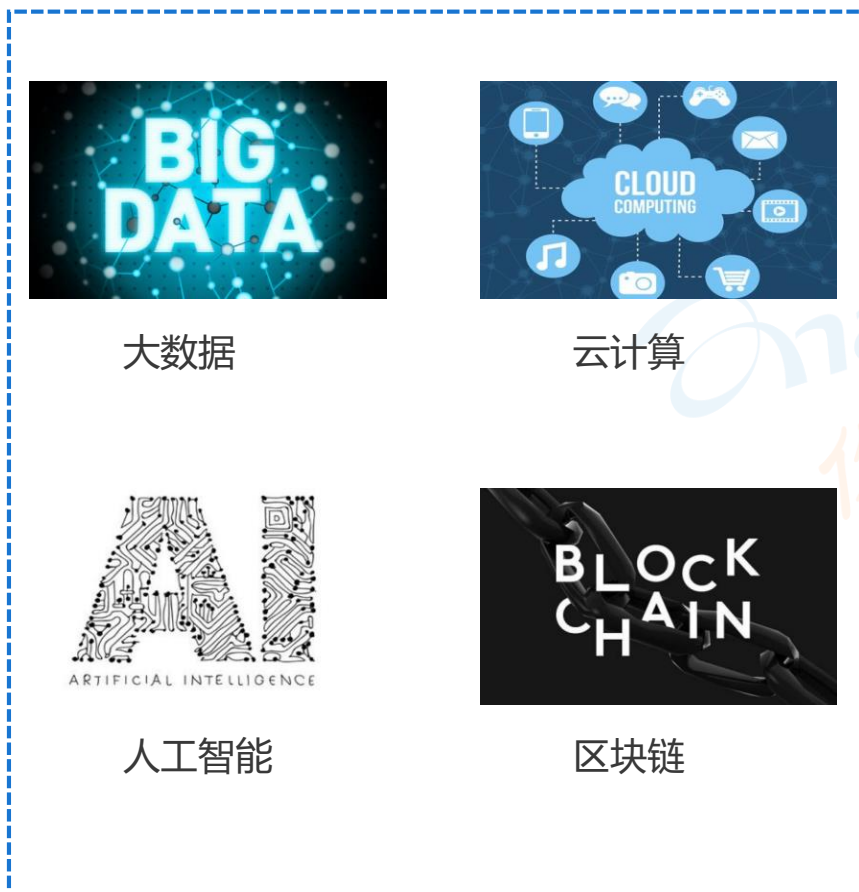 BIG
DATA
CLOUD
COMPUTING
大数据
云计算
ARTIFICIAL INTELLIGENCE
AI
BLOCK
CHAIN
人工智能
区块链